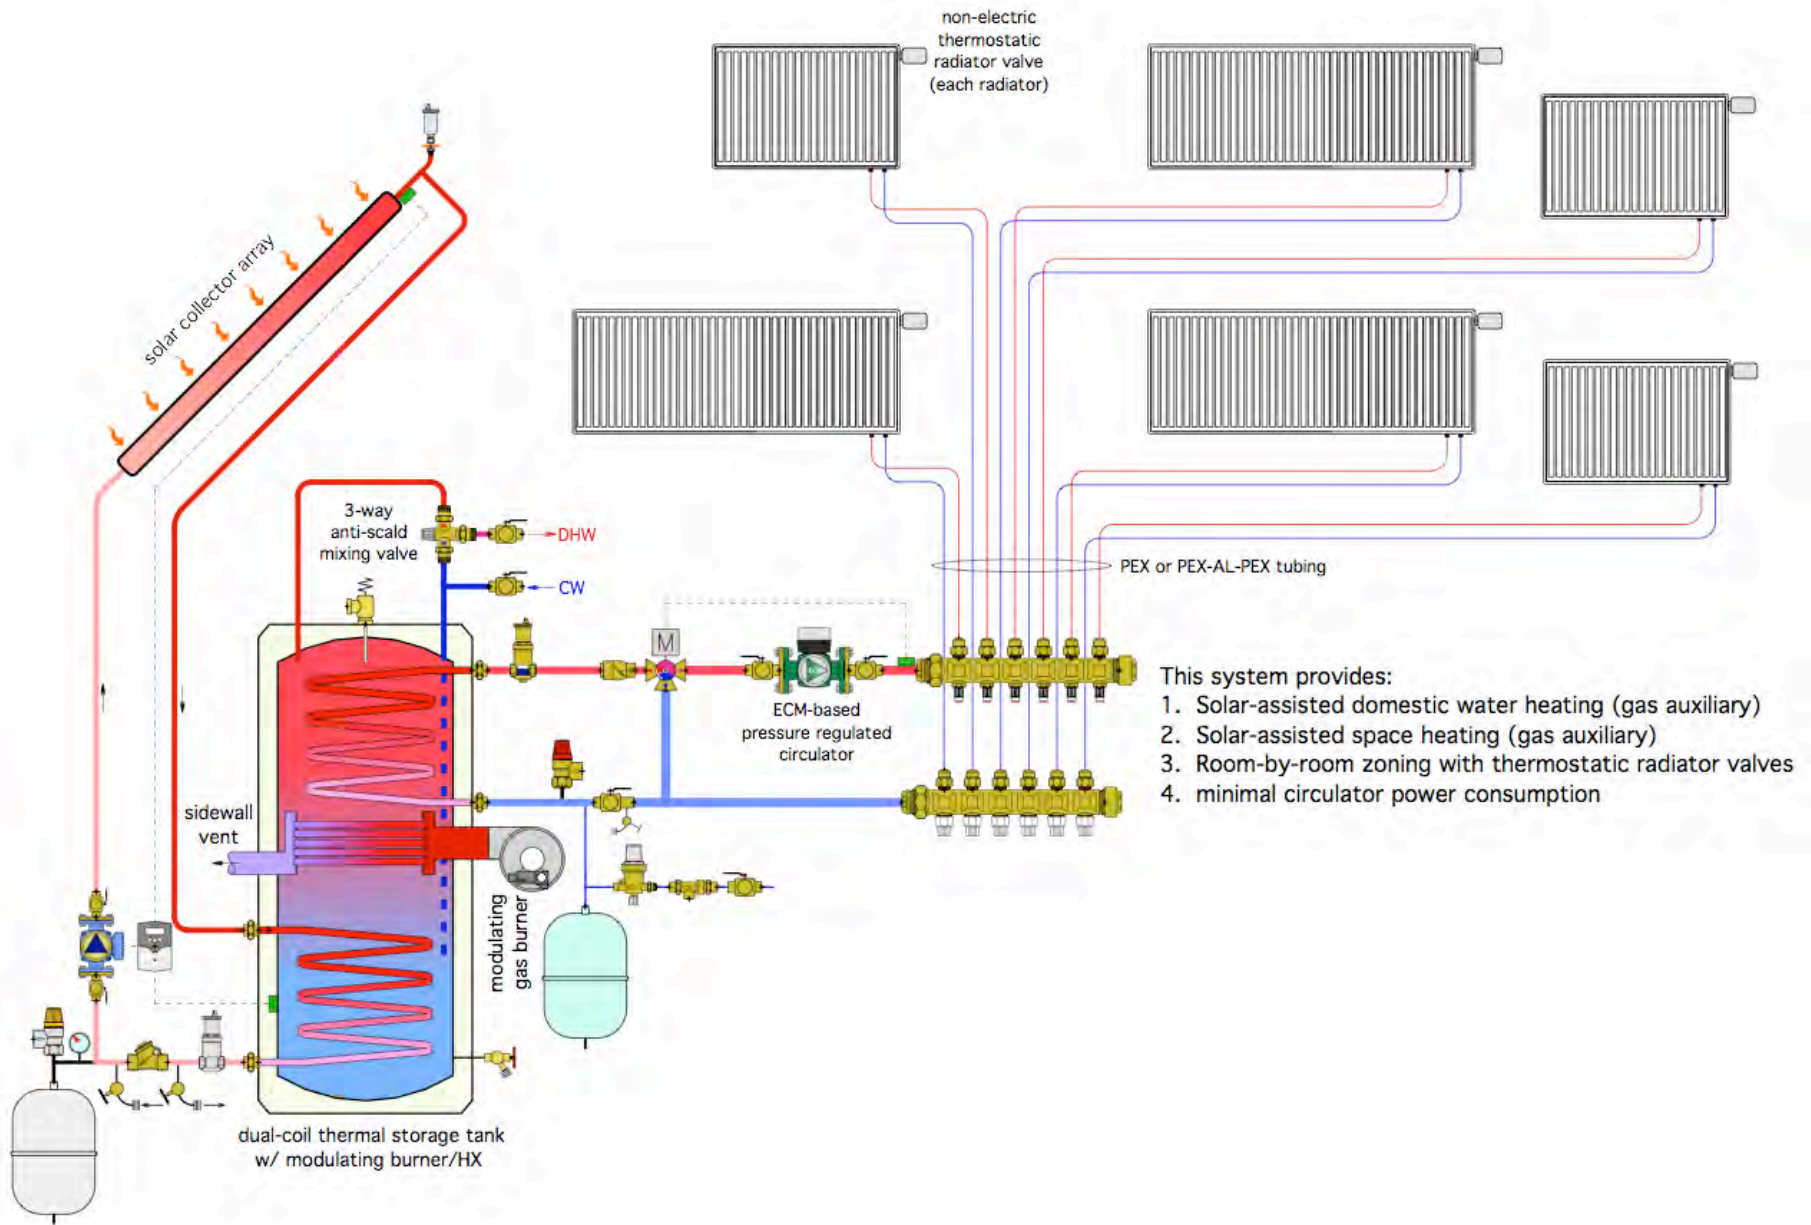 non-electric
thermostatic
radiator valve
(each radiator)
solar collector array
3-way
anti-scald
mixing valve
DHW
CW
PEX or PEX-AL-PEX tubing
M
ECM-based
pressure regulated
circulator
This system provides:
1. Solar-assisted domestic water heating (gas auxiliary)
2. Solar-assisted space heating (gas auxiliary)
3. Room-by-room zoning with thermostatic radiator valves
4. minimal circulator power consumption
sidewall
vent
modulating
gas burner
dual-coil thermal storage tank
w/ modulating burner/HX